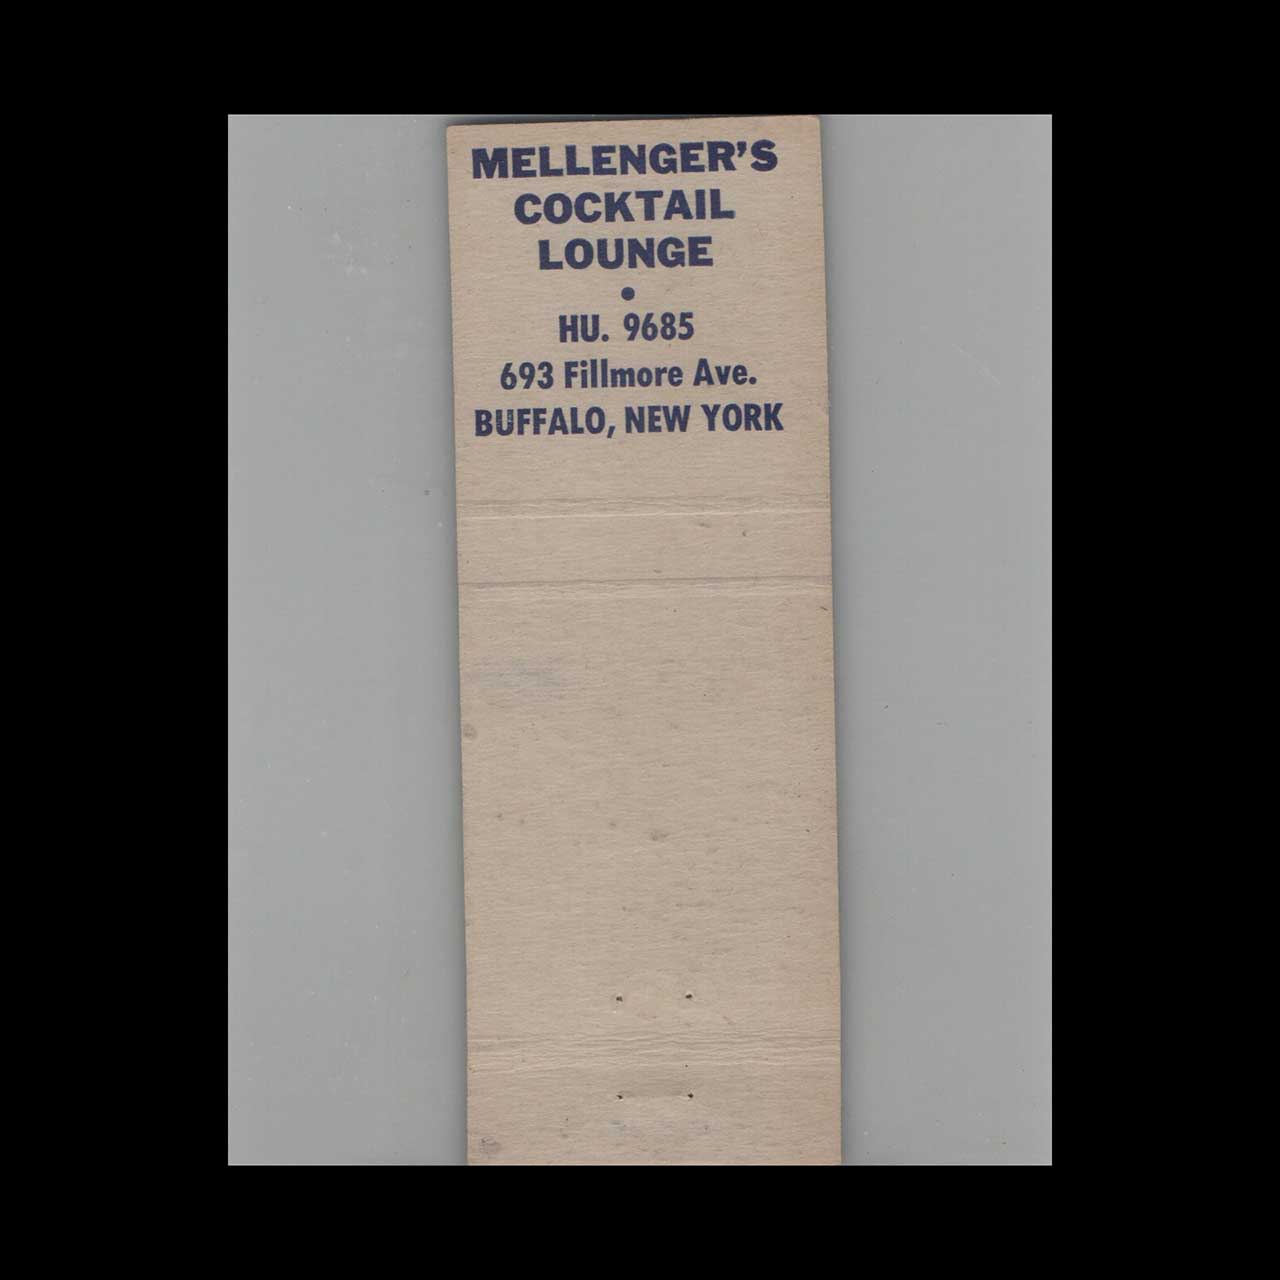 MELLENGER'S
COCKTAIL
LOUNGE
•
HU. 9685
693 Fillmore Ave.
BUFFALO, NEW YORK